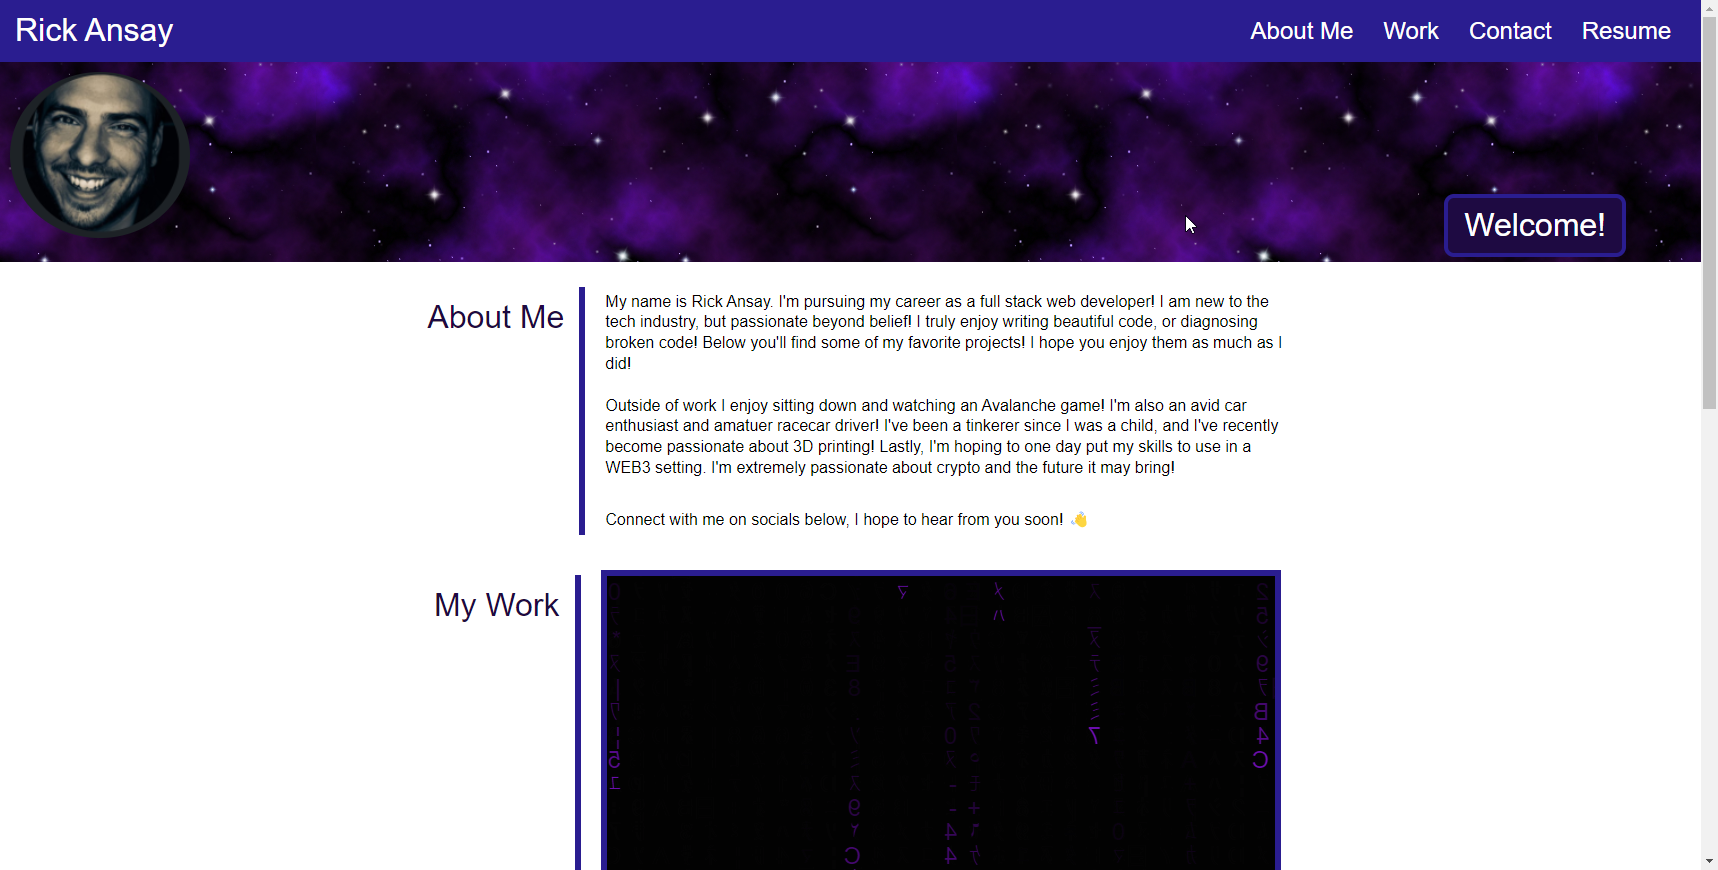 Rick Ansay
About Me Work Contact Resume
Welcome!
About Me
My name is Rick Ansay. I'm pursuing my career as a full stack web developer! I am new to the
tech industry, but passionate beyond belief! I truly enjoy writing beautiful code, or diagnosing
broken code! Below you'll find some of my favorite projects! I hope you enjoy them as much as I
did!
Outside of work I enjoy sitting down and watching an Avalanche game! I'm also an avid car
enthusiast and amatuer racecar driver! I've been a tinkerer since I was a child, and I've recently
become passionate about 3D printing! Lastly, I'm hoping to one day put my skills to use in a
WEB3 setting. I'm extremely passionate about crypto and the future it may bring!
Connect with me on socials below, I hope to hear from you soon! 👋
My Work